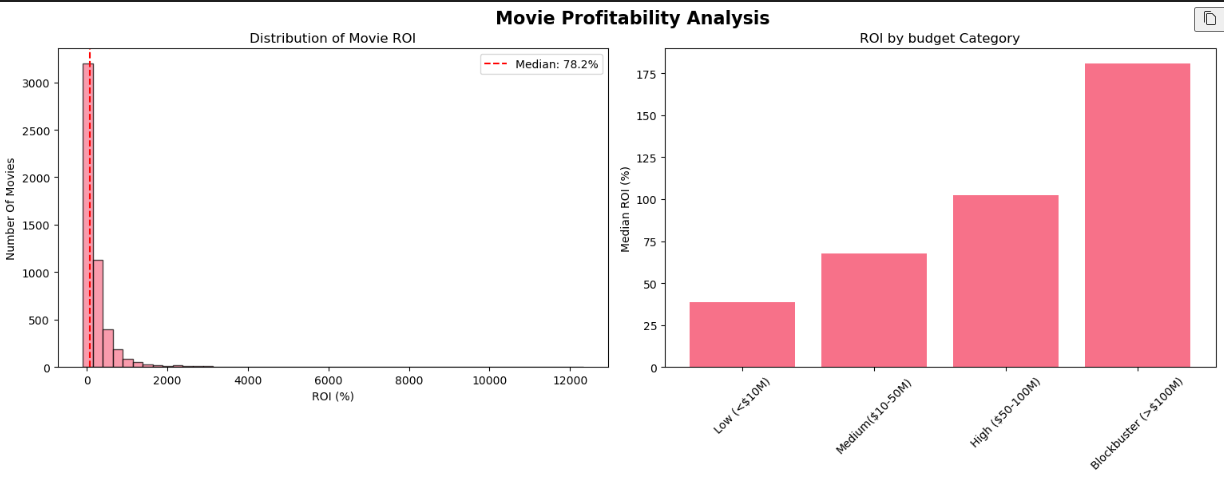 Movie Profitability Analysis
Distribution of Movie ROI
Median: 78.2%
Number Of Movies
3000
2500
2000
1500
1000
500
0
0 2000 4000 6000 8000 10000 12000
ROI (%)
ROI by budget Category
Median ROI (%)
175
150
125
100
75
50
25
0
Low (<$10M)
Medium($10-50M)
High ($50-100M)
Blockbuster (>$100M)